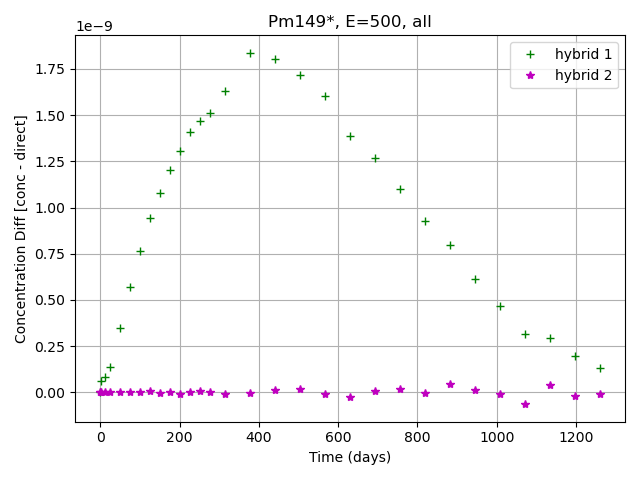 Pm149*, E=500, all
1e−9
hybrid 1
hybrid 2
1.75
1.50
1.25
1.00
0.75
0.50
0.25
0.00
Concentration Diff [conc - direct]
0 200 400 600 800 1000 1200
Time (days)